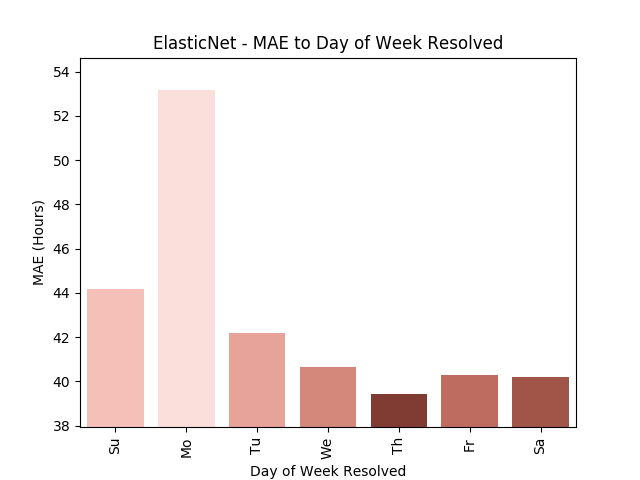 ElasticNet - MAE to Day of Week Resolved
54
52
50
48
46
44
42
40
38
MAE (Hours)
Su
Mo
Tu
We
Th
Fr
Sa
Day of Week Resolved